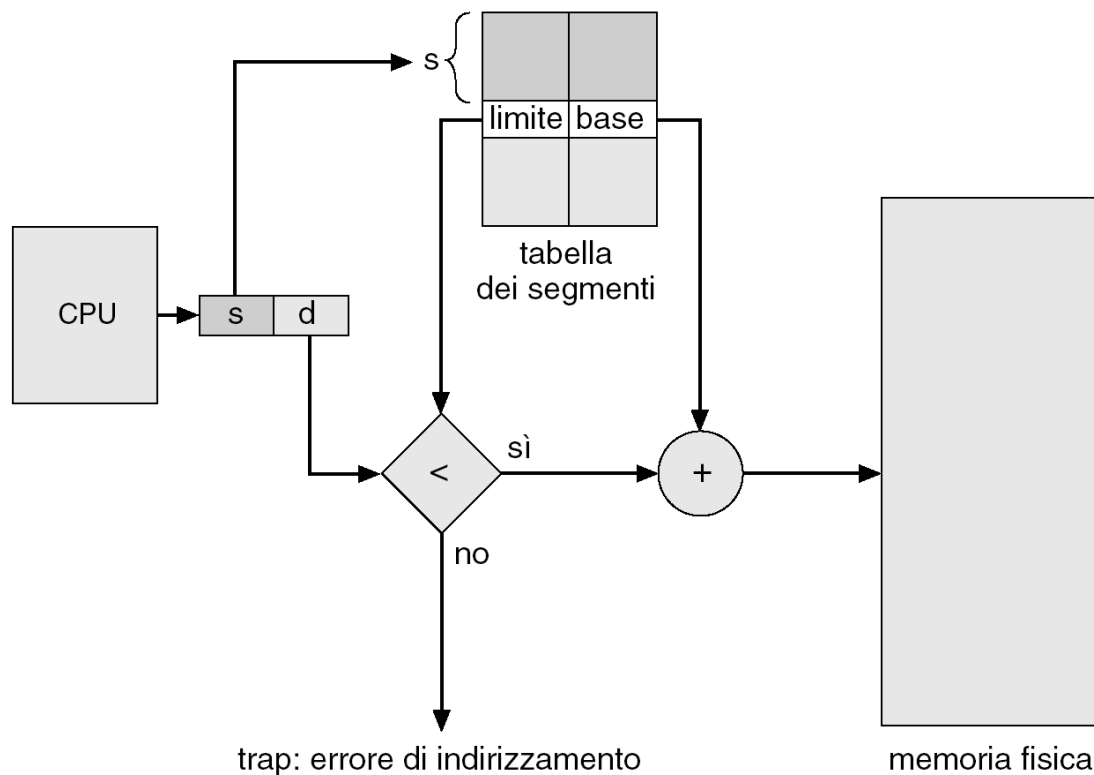 s
limite base
tabella
dei segmenti
CPU
s d
<
sì
+
no
trap: errore di indirizzamento
memoria fisica